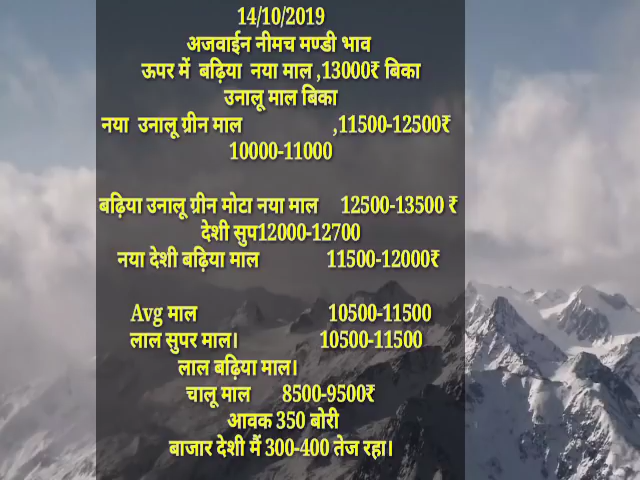 14/10/2019
अजवाईन नीमच मण्डी भाव
ऊपर में बढ़िया नया माल ,13000₹ बिका
उनालू माल बिका
नया उनालू ग्रीन माल ,11500-12500₹
10000-11000
बढ़िया उनालू ग्रीन मोटा नया माल 12500-13500 ₹
देशी सुप12000-12700
नया देशी बढ़िया माल 11500-12000₹
Avg माल 10500-11500
लाल सुपर माल। 10500-11500
लाल बढ़िया माल।
चालू माल 8500-9500₹
आवक 350 बोरी
बाजार देशी मैं 300-400 तेज रहा।